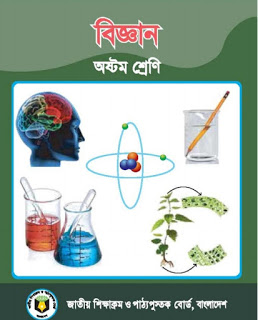 বিজ্ঞান
অষ্টম শ্রেণি
জাতীয় শিক্ষাক্রম ও পাঠ্যপুস্তক বোর্ড, বাংলাদেশ